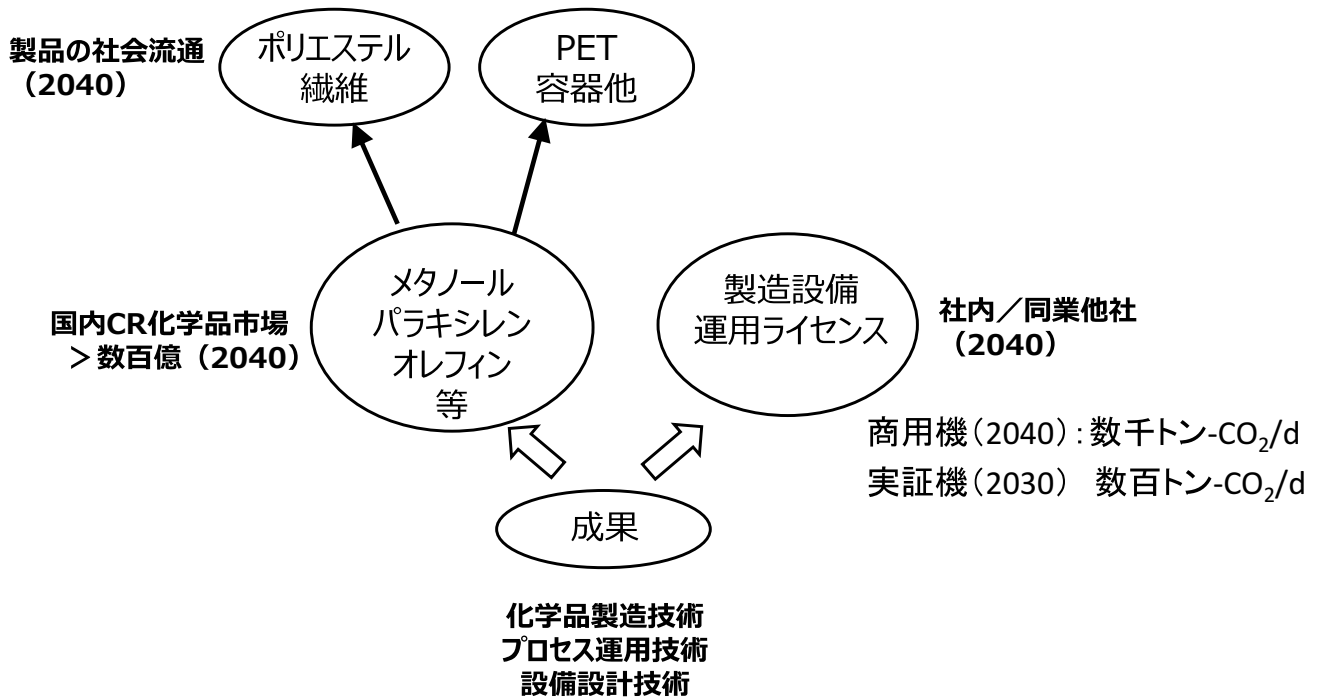 製品の社会流通
（2040）
ポリエステル
繊維
PET
容器他
国内CR化学品市場
＞数百億（2040）
メタノール
パラキシレン
オレフィン
等
製造設備
運用ライセンス
社内／同業他社
（2040）
商用機（2040）：数千トン-CO₂/d
実証機（2030）　数百トン-CO₂/d
成果
化学品製造技術
プロセス運用技術
設備設計技術